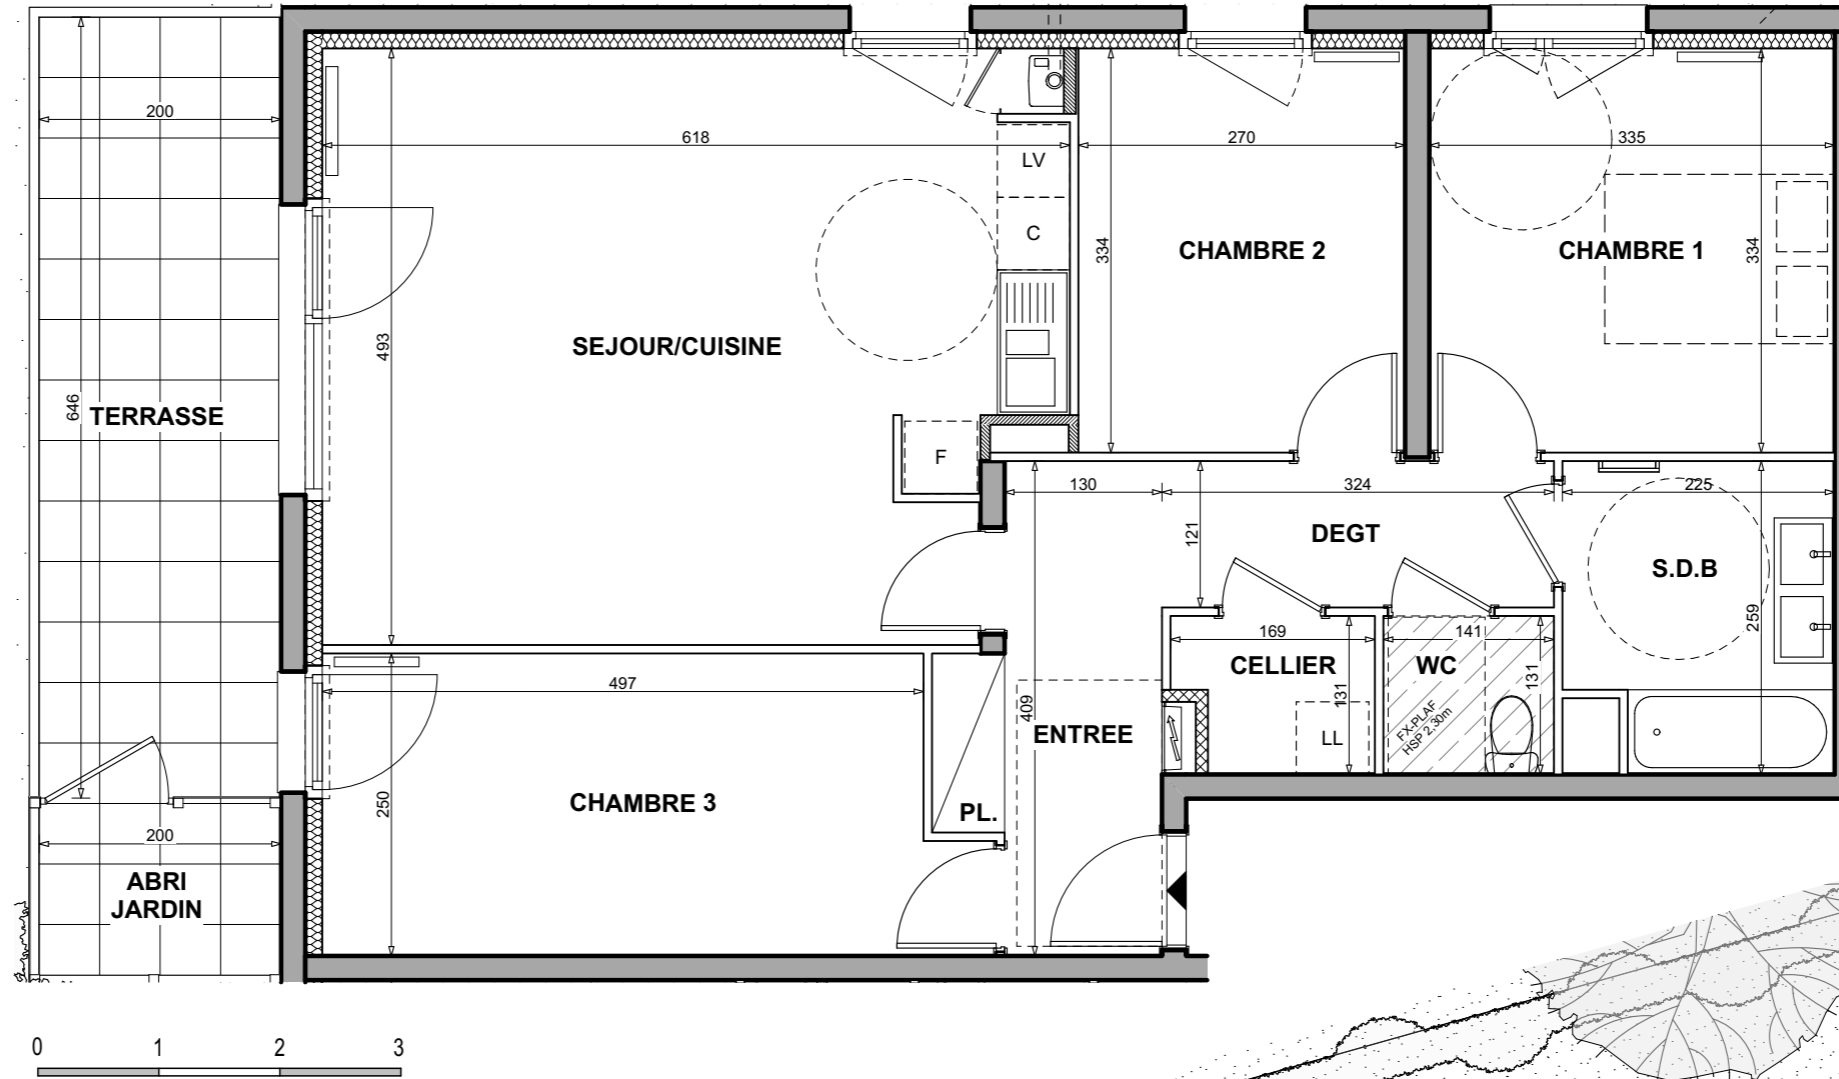 200
618
270
335
LV
C
CHAMBRE 2
CHAMBRE 1
334
334
493
SEJOUR/CUISINE
646
TERRASSE
F
130
324
225
121
DEGT
S.D.B
259
169
141
CELLIER
WC
131
131
497
409
ENTREE
LL
FX-PLAF
HSP 2.30m
250
CHAMBRE 3
PL.
200
ABRI
JARDIN
0 1 2 3